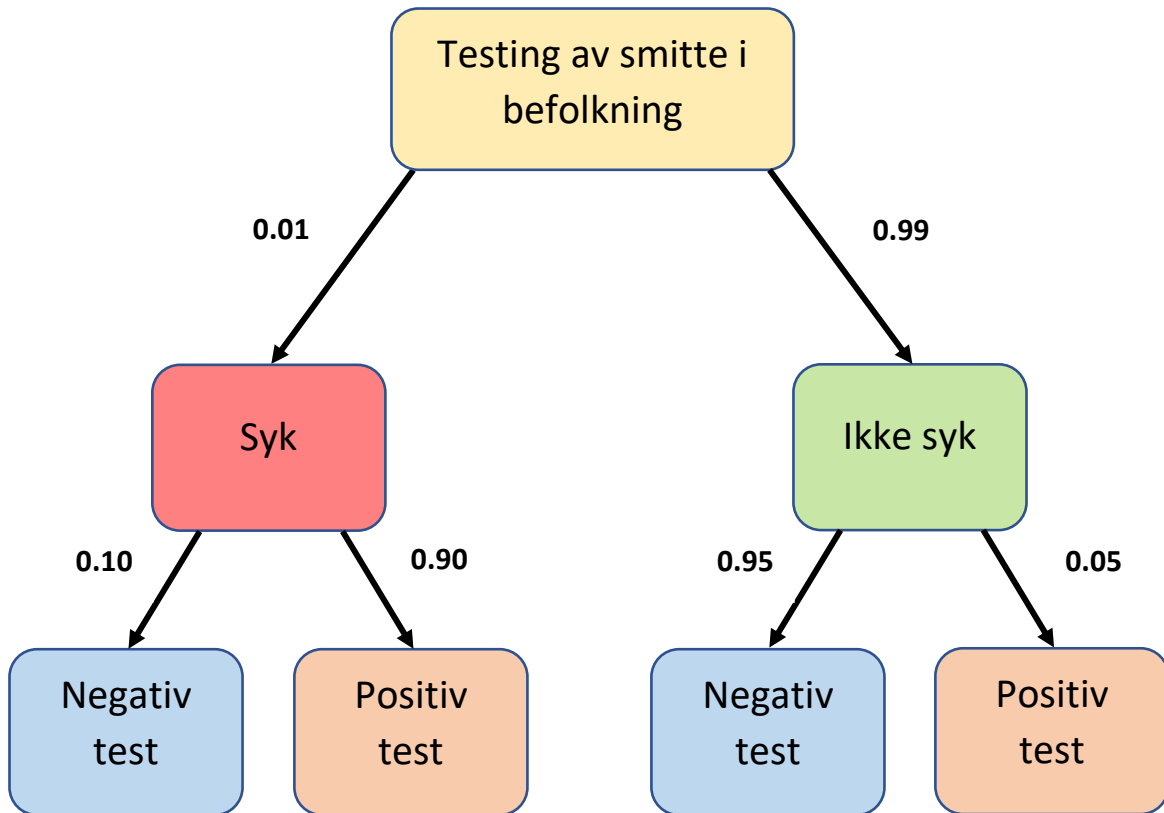 Testing av smitte i
befolkning
0.01
0.99
Syk
Ikke syk
0.10
0.90
0.95
0.05
Negativ
test
Positiv
test
Negativ
test
Positiv
test